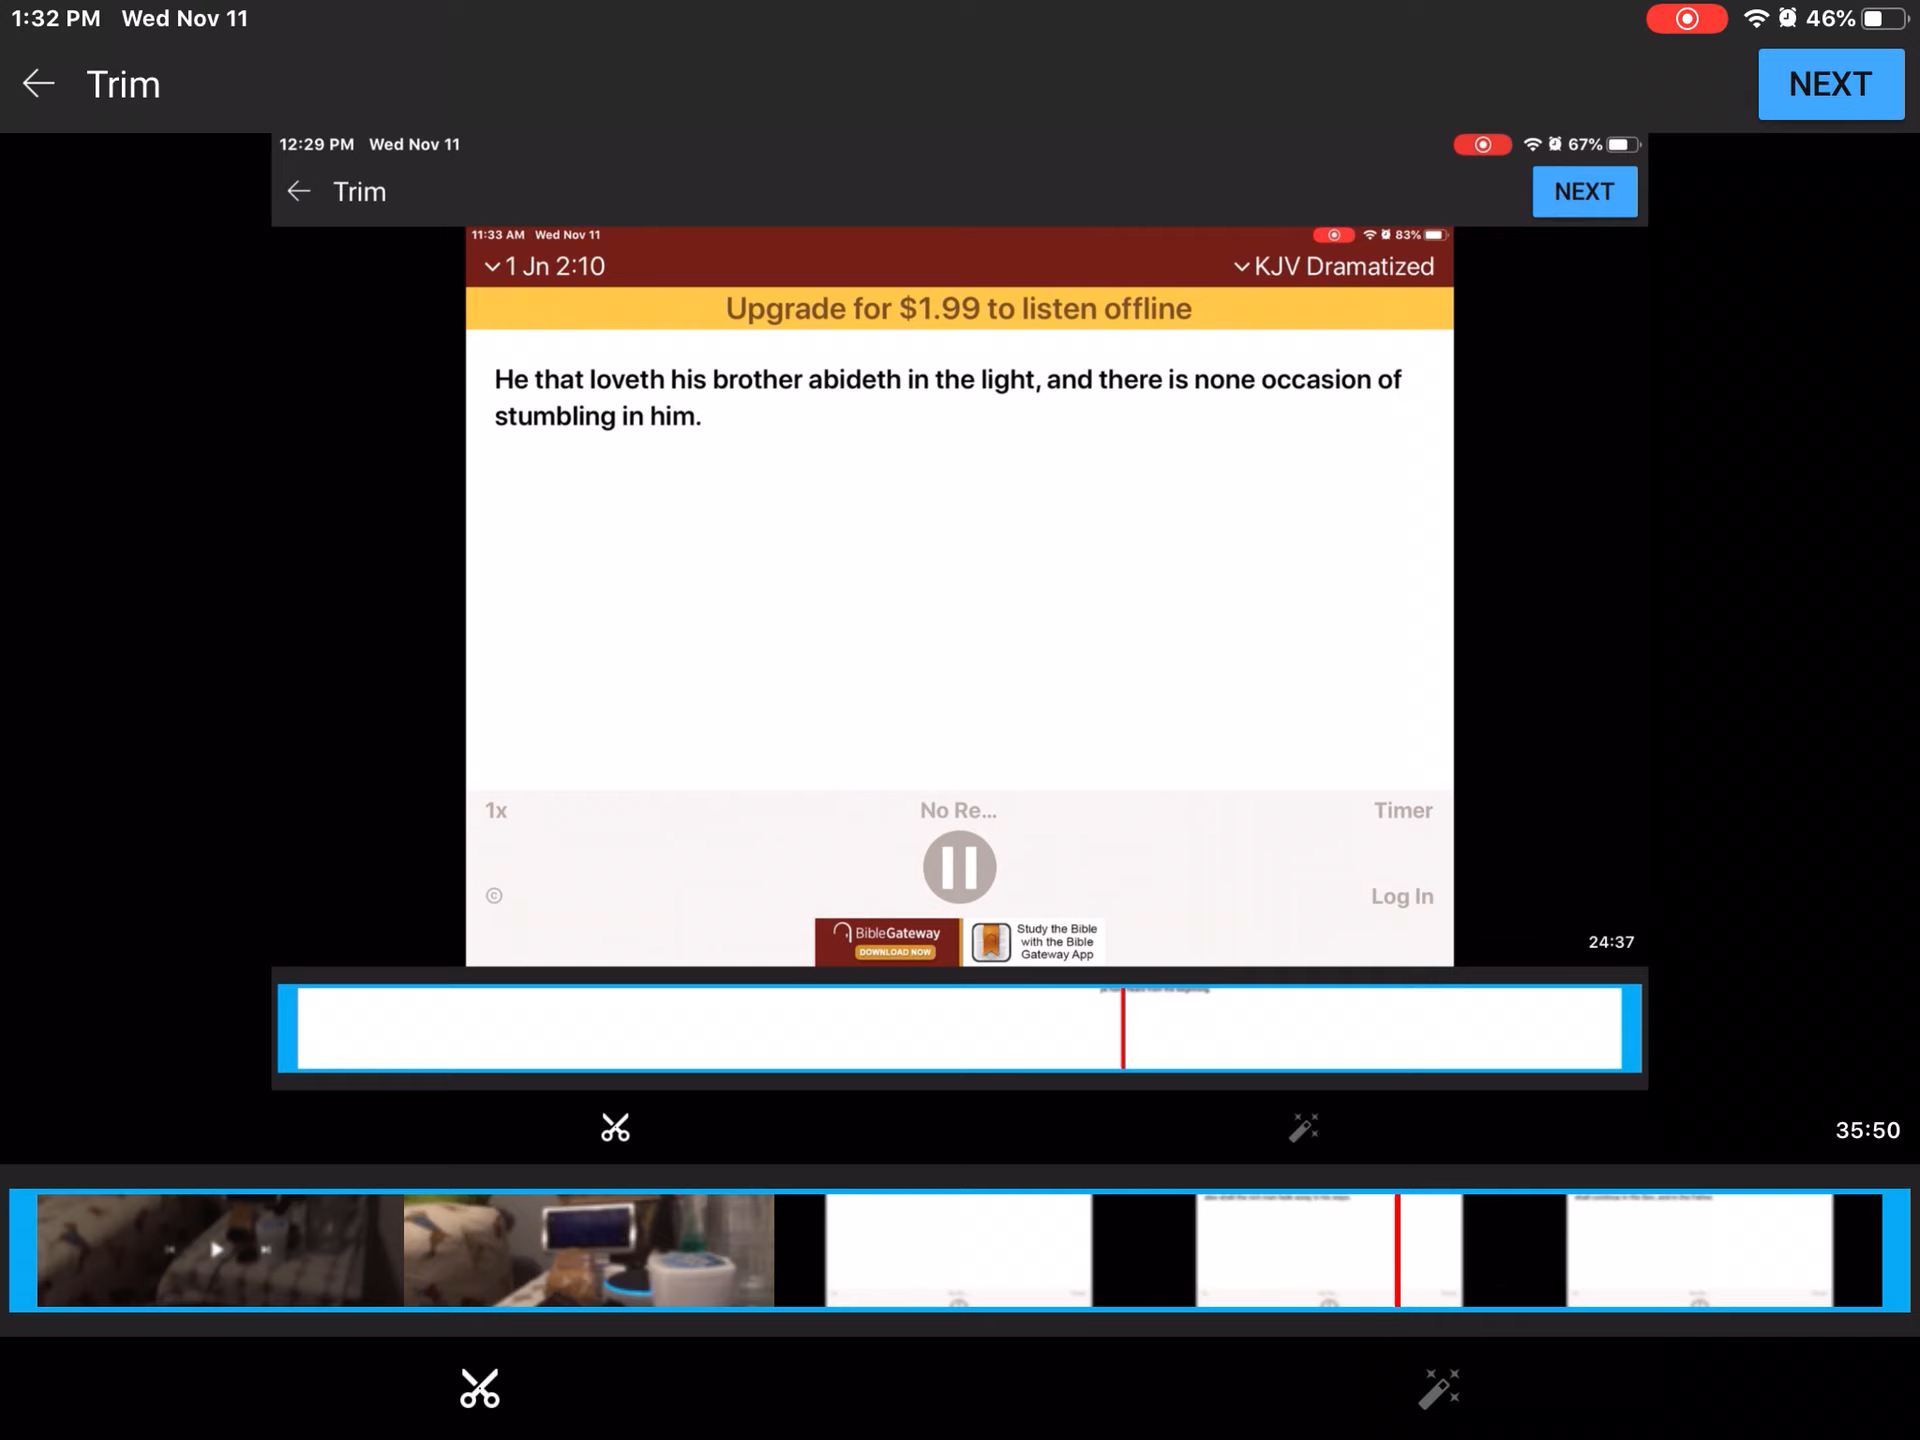 1:32 PM Wed Nov 11
46%
Trim
NEXT
12:29 PM Wed Nov 11
67%
Trim
NEXT
11:33 AM Wed Nov 11
83%
1 Jn 2:10
KJV Dramatized
Upgrade for $1.99 to listen offline
He that loveth his brother abideth in the light, and there is none occasion of
stumbling in him.
1x
No Re...
Timer
©
Log In
BibleGateway
DOWNLOAD NOW
Study the Bible
with the Bible
Gateway App
24:37
35:50